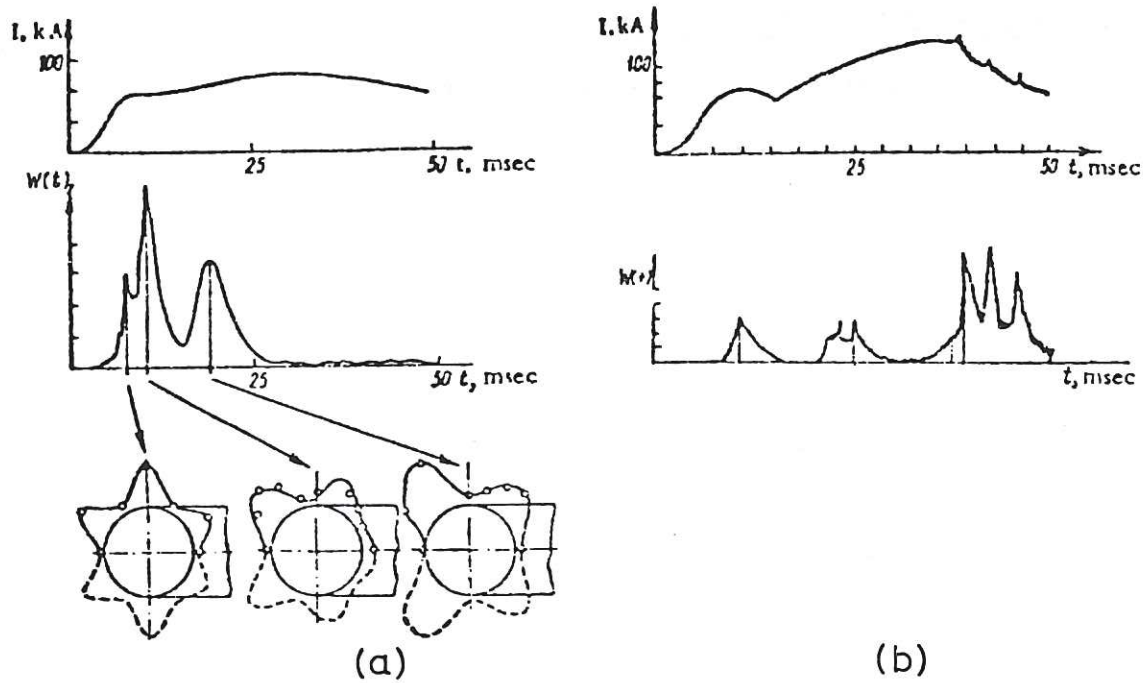 I, kA
100
25
50 t, msec
W(t)
25
50 t, msec
(a)
I, kA
100
25
50 t, msec
W(t)
t, msec
(b)